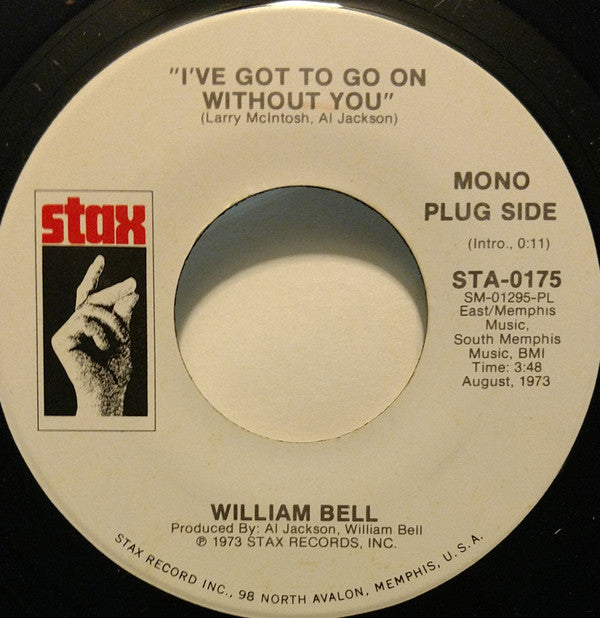 "I'VE GOT TO GO ON
WITHOUT YOU"
(Larry McIntosh, Al Jackson)
stax
MONO
PLUG SIDE
(Intro., 0:11)
STA-0175
SM-01295-PL
East/Memphis
Music,
South Memphis
Music, BMI
Time: 3:48
August, 1973
WILLIAM BELL
Produced By: Al Jackson, William Bell
℗ 1973 STAX RECORDS, INC.
STAX RECORD INC., 98 NORTH AVALON, MEMPHIS, U.S.A.